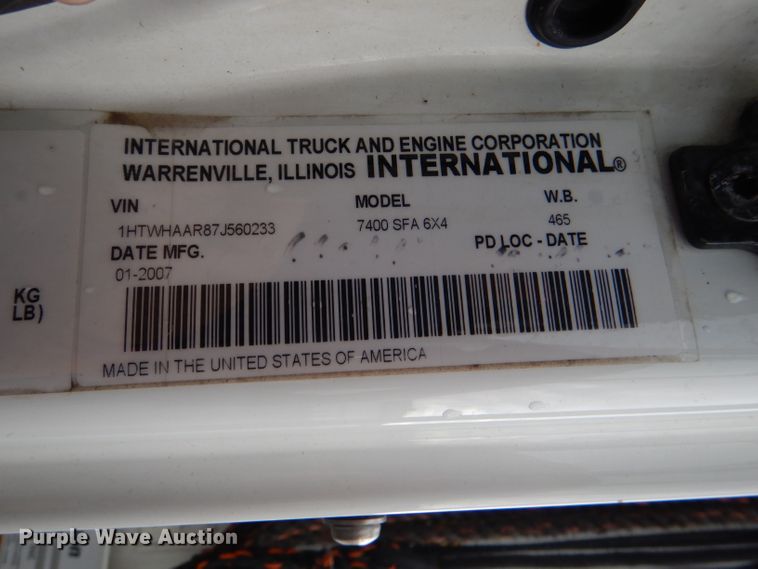 INTERNATIONAL TRUCK AND ENGINE CORPORATION
WARRENVILLE, ILLINOIS INTERNATIONAL®
VIN MODEL W.B.
1HTWHAAR87J560233 7400 SFA 6X4 465
DATE MFG. PD LOC - DATE
01-2007
KG
LB)
MADE IN THE UNITED STATES OF AMERICA
Purple Wave Auction